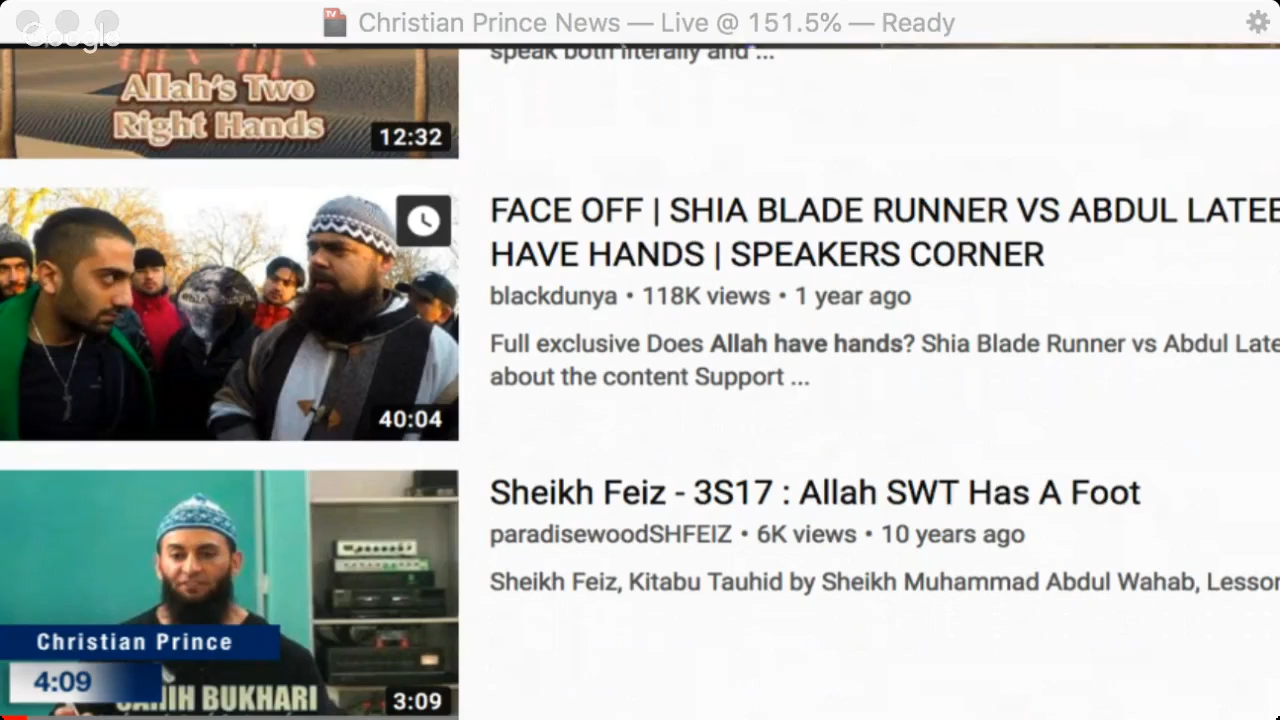 Christian Prince News — Live @ 151.5% — Ready
Google
speak both literally and ...
Allah's Two
Right Hands
12:32
FACE OFF | SHIA BLADE RUNNER VS ABDUL LATEE
HAVE HANDS | SPEAKERS CORNER
blackdunya • 118K views • 1 year ago
Full exclusive Does Allah have hands? Shia Blade Runner vs Abdul Late
about the content Support ...
40:04
Sheikh Feiz - 3S17 : Allah SWT Has A Foot
paradisewoodSHFEIZ • 6K views • 10 years ago
Sheikh Feiz, Kitabu Tauhid by Sheikh Muhammad Abdul Wahab, Lesson
Christian Prince
4:09
SAHIH BUKHARI
3:09